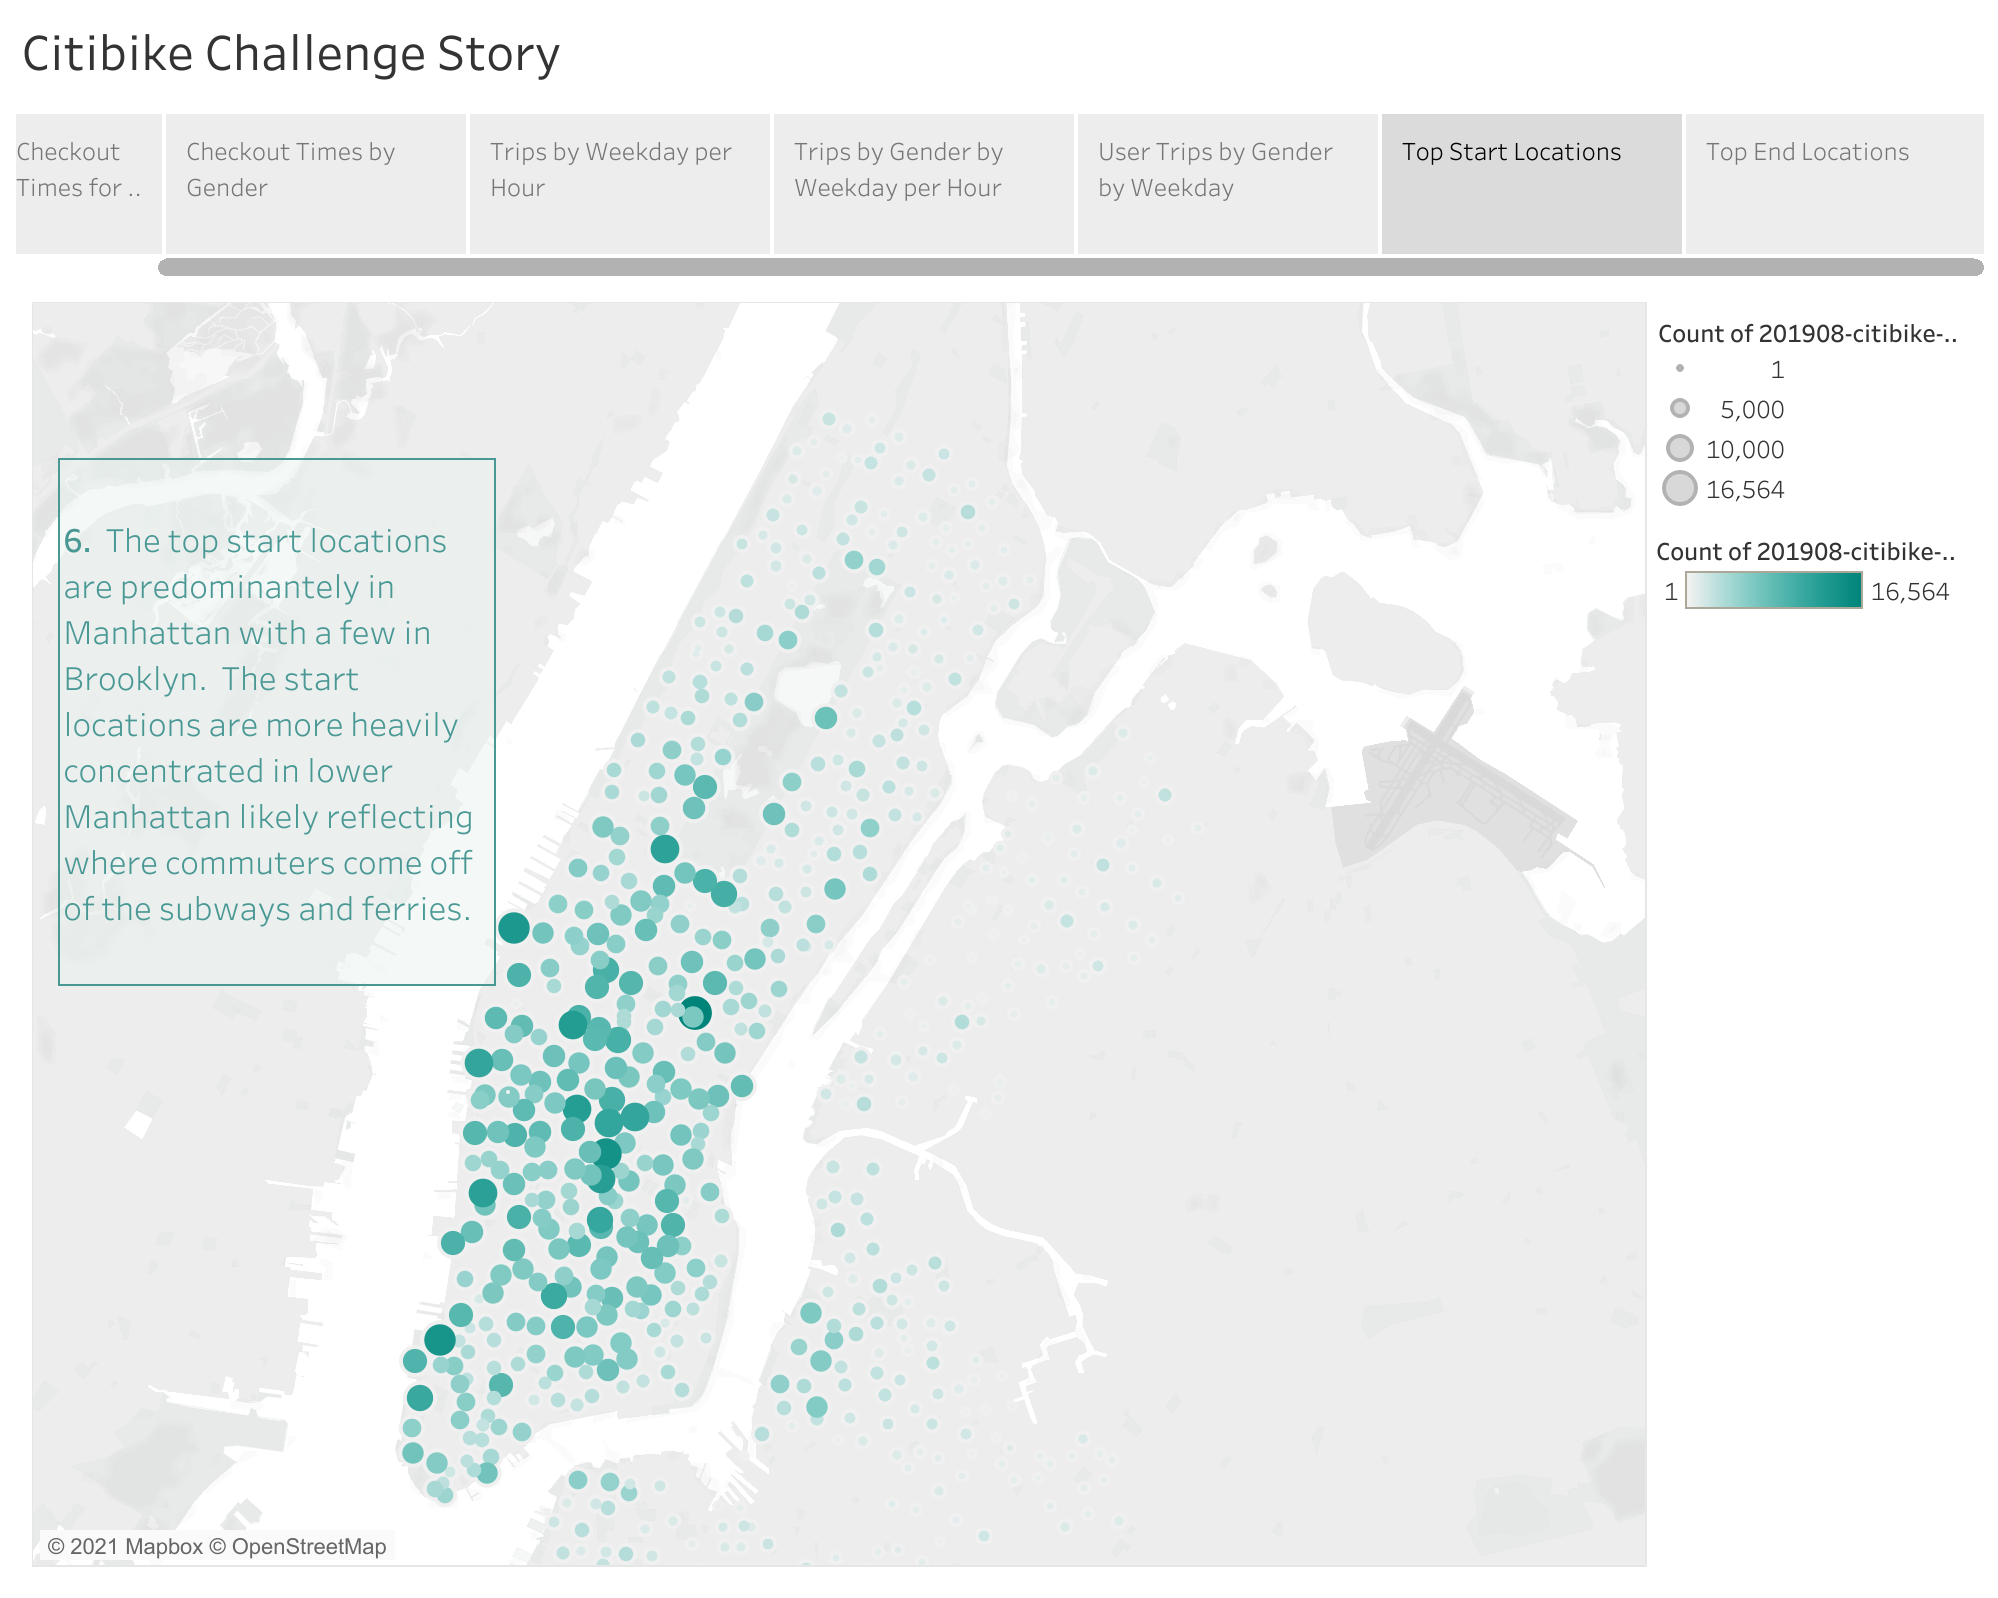 Citibike Challenge Story
Checkout
Times for ..
Checkout Times by
Gender
Trips by Weekday per
Hour
Trips by Gender by
Weekday per Hour
User Trips by Gender
by Weekday
Top Start Locations
Top End Locations
6.  The top start locations
are predominantely in
Manhattan with a few in
Brooklyn.  The start
locations are more heavily
concentrated in lower
Manhattan likely reflecting
where commuters come off
of the subways and ferries.
Count of 201908-citibike-..
1
5,000
10,000
16,564
Count of 201908-citibike-..
1 16,564
© 2021 Mapbox © OpenStreetMap